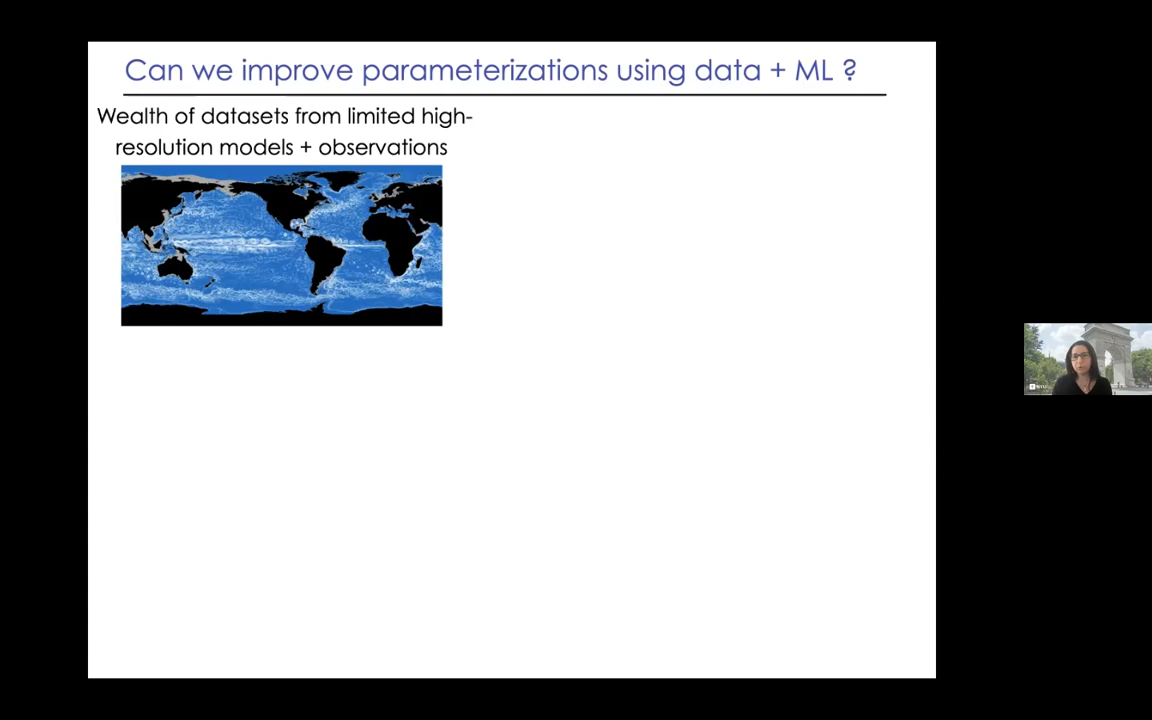 Can we improve parameterizations using data + ML ?
Wealth of datasets from limited high-
resolution models + observations